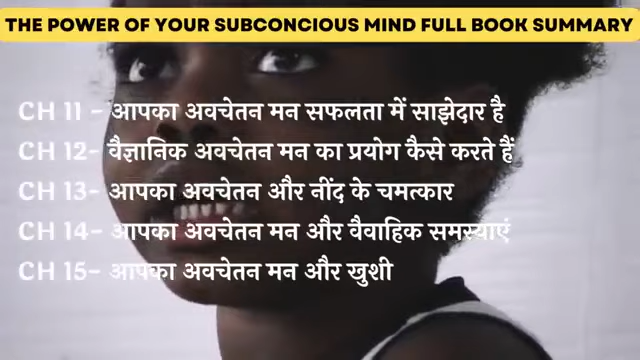 THE POWER OF YOUR SUBCONCIOUS MIND FULL BOOK SUMMARY
CH 11 - आपका अवचेतन मन सफलता में साझेदार है
CH 12- वैज्ञानिक अवचेतन मन का प्रयोग कैसे करते हैं
CH 13- आपका अवचेतन और नींद के चमत्कार
CH 14- आपका अवचेतन मन और वैवाहिक समस्याएं
CH 15- आपका अवचेतन मन और खुशी